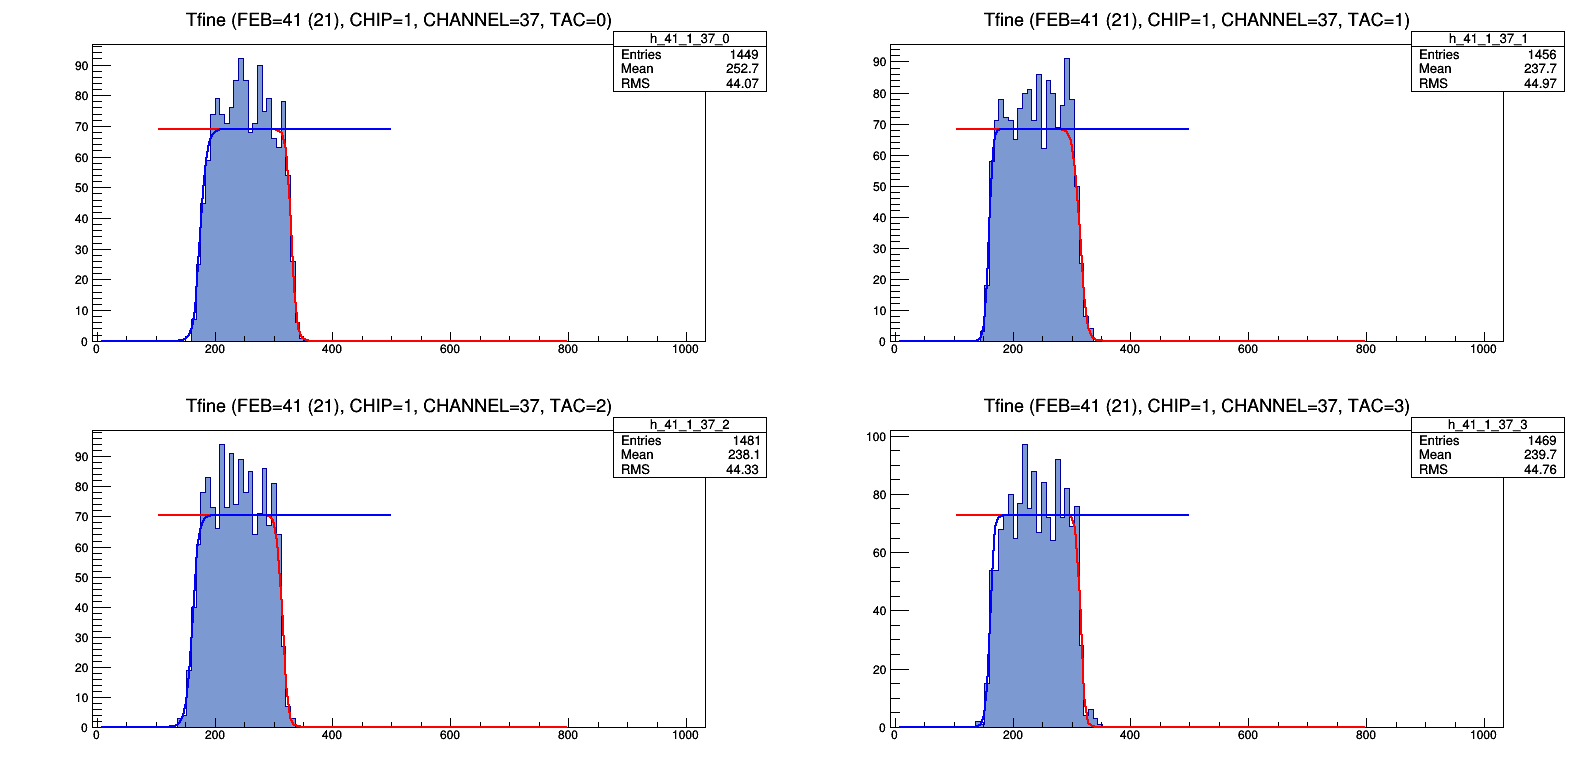 Tfine (FEB=41 (21), CHIP=1, CHANNEL=37, TAC=0)
h_41_1_37_0
Entries 1449
Mean 252.7
RMS 44.07
90
80
70
60
50
40
30
20
10
0
0 200 400 600 800 1000
Tfine (FEB=41 (21), CHIP=1, CHANNEL=37, TAC=1)
h_41_1_37_1
Entries 1456
Mean 237.7
RMS 44.97
90
80
70
60
50
40
30
20
10
0
0 200 400 600 800 1000
Tfine (FEB=41 (21), CHIP=1, CHANNEL=37, TAC=2)
h_41_1_37_2
Entries 1481
Mean 238.1
RMS 44.33
90
80
70
60
50
40
30
20
10
0
0 200 400 600 800 1000
Tfine (FEB=41 (21), CHIP=1, CHANNEL=37, TAC=3)
h_41_1_37_3
Entries 1469
Mean 239.7
RMS 44.76
100
80
60
40
20
0
0 200 400 600 800 1000